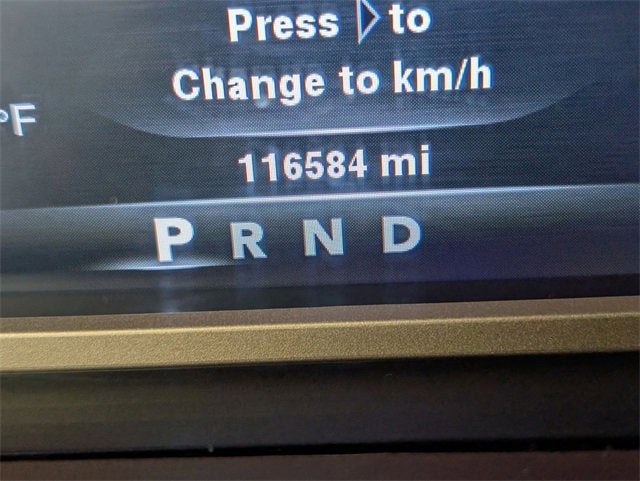 Press ▷ to
Change to km/h
°F
116584 mi
P R N D